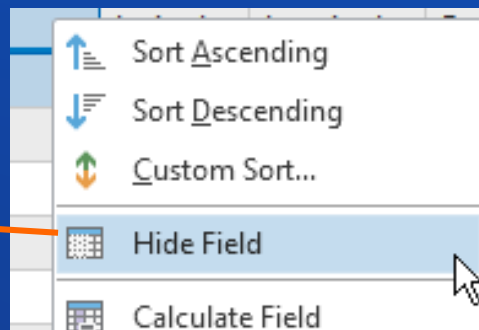 Sort Ascending
Sort Descending
Custom Sort...
Hide Field
Calculate Field